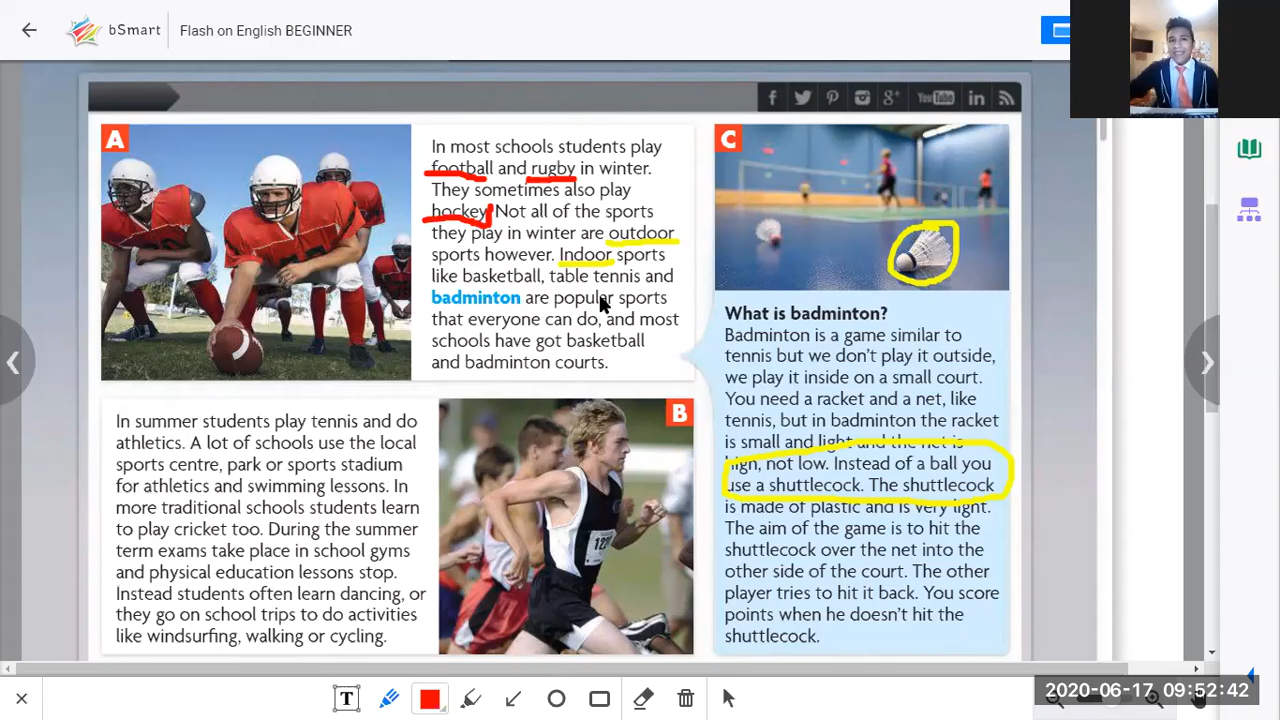 bSmart
Flash on English BEGINNER
f
g+
You Tube
in
A
In most schools students play
football and rugby in winter.
They sometimes also play
hockey. Not all of the sports
they play in winter are outdoor
sports however. Indoor sports
like basketball, table tennis and
badminton are popular sports
that everyone can do, and most
schools have got basketball
and badminton courts.
In summer students play tennis and do
athletics. A lot of schools use the local
sports centre, park or sports stadium
for athletics and swimming lessons. In
more traditional schools students learn
to play cricket too. During the summer
term exams take place in school gyms
and physical education lessons stop.
Instead students often learn dancing, or
they go on school trips to do activities
like windsurfing, walking or cycling.
B
C
What is badminton?
Badminton is a game similar to
tennis but we don't play it outside,
we play it inside on a small court.
You need a racket and a net, like
tennis, but in badminton the racket
is small and light and the net is
high, not low. Instead of a ball you
use a shuttlecock. The shuttlecock
is made of plastic and is very light.
The aim of the game is to hit the
shuttlecock over the net into the
other side of the court. The other
player tries to hit it back. You score
points when he doesn't hit the
shuttlecock.
T
2020-06-17 09:52:42